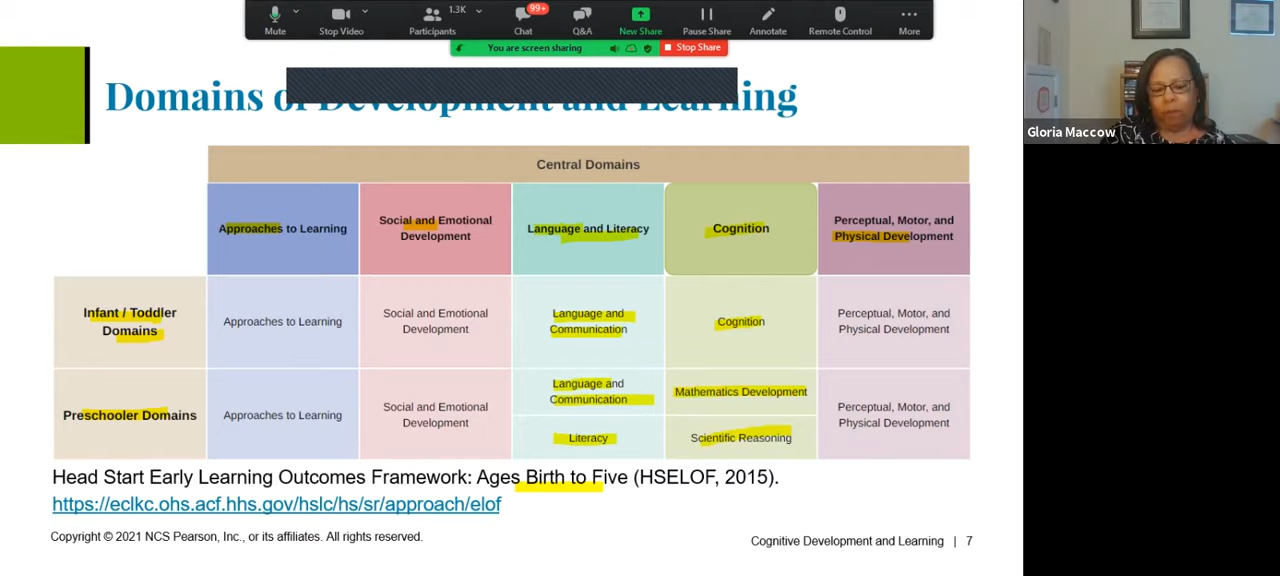 1.3K
99+
Mute
Stop Video
Participants
Chat
Q&A
New Share
Pause Share
Annotate
Remote Control
More
You are screen sharing
Stop Share
Domains of Development and Learning
Gloria Maccow
Central Domains
Approaches to Learning
Social and Emotional
Development
Language and Literacy
Cognition
Perceptual, Motor, and
Physical Development
Infant / Toddler
Domains
Approaches to Learning
Social and Emotional
Development
Language and
Communication
Cognition
Perceptual, Motor, and
Physical Development
Preschooler Domains
Approaches to Learning
Social and Emotional
Development
Language and
Communication
Literacy
Mathematics Development
Scientific Reasoning
Perceptual, Motor, and
Physical Development
Head Start Early Learning Outcomes Framework: Ages Birth to Five (HSELOF, 2015).
https://eclkc.ohs.acf.hhs.gov/hslc/hs/sr/approach/elof
Copyright © 2021 NCS Pearson, Inc., or its affiliates. All rights reserved.
Cognitive Development and Learning | 7